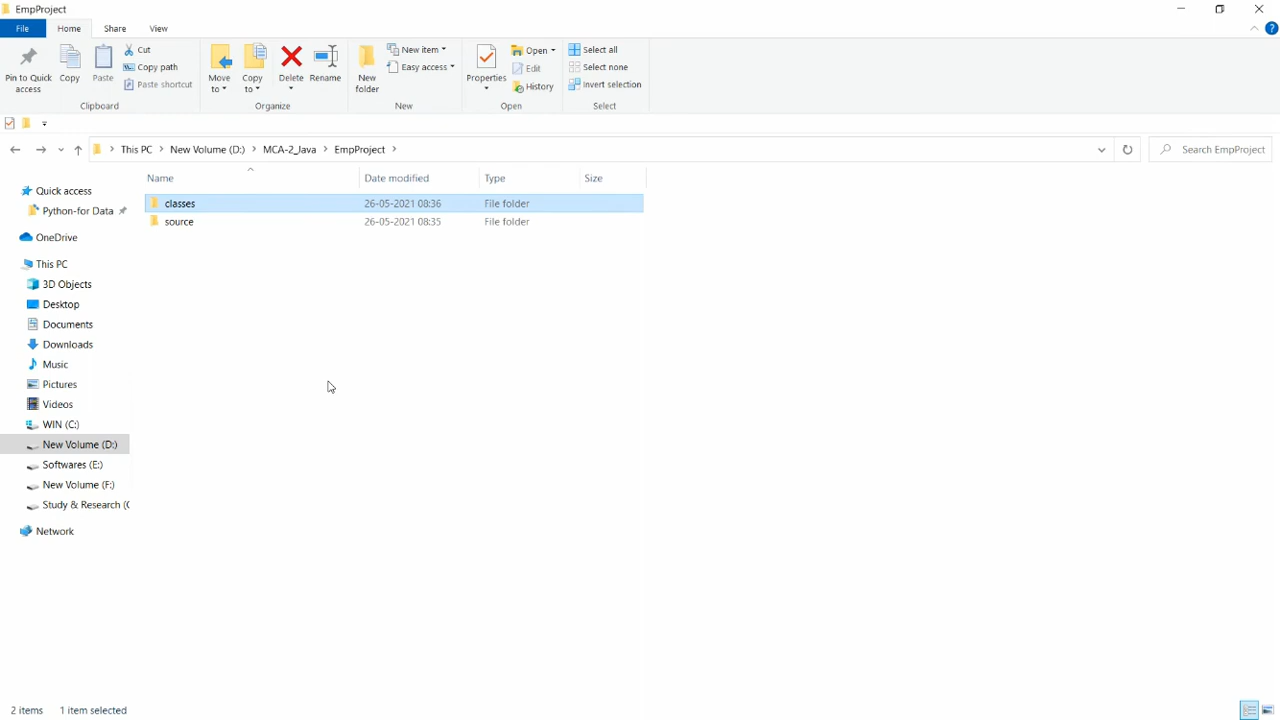 EmpProject
File Home Share View
Pin to Quick access
Copy
Paste
Cut
Copy path
Paste shortcut
Clipboard
Move to
Copy to
Delete
Rename
Organize
New folder
New item
Easy access
New
Properties
Open
Edit
History
Open
Select all
Select none
Invert selection
Select
This PC > New Volume (D:) > MCA-2_Java > EmpProject >
Search EmpProject
Name Date modified Type Size
classes 26-05-2021 08:36 File folder
source 26-05-2021 08:35 File folder
Quick access
Python-for Data
OneDrive
This PC
3D Objects
Desktop
Documents
Downloads
Music
Pictures
Videos
WIN (C:)
New Volume (D:)
Softwares (E:)
New Volume (F:)
Study & Research (
Network
2 items 1 item selected